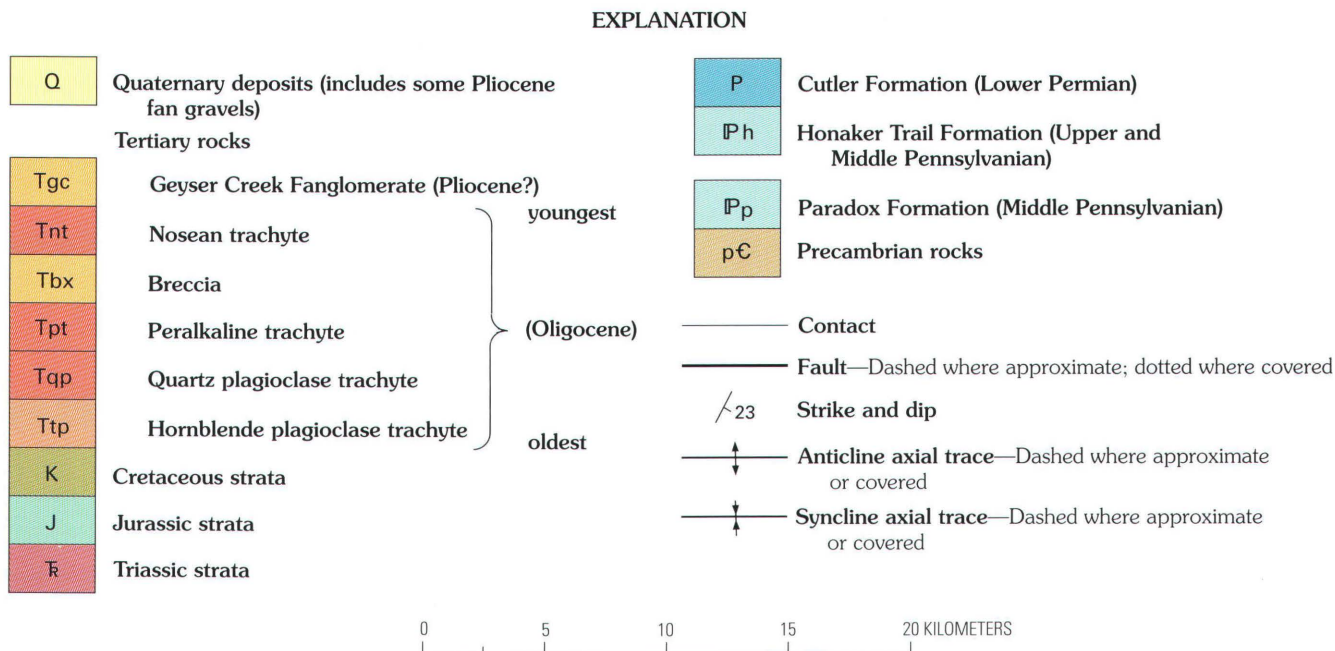 EXPLANATION
Q
Quaternary deposits (includes some Pliocene
fan gravels)
Tertiary rocks
Tgc
Geyser Creek Fanglomerate (Pliocene?)
youngest
Tnt
Nosean trachyte
Tbx
Breccia
Tpt
Peralkaline trachyte
(Oligocene)
Tqp
Quartz plagioclase trachyte
Ttp
Hornblende plagioclase trachyte
oldest
K
Cretaceous strata
J
Jurassic strata
TR
Triassic strata
P
Cutler Formation (Lower Permian)
ℙh
Honaker Trail Formation (Upper and
Middle Pennsylvanian)
ℙp
Paradox Formation (Middle Pennsylvanian)
p€
Precambrian rocks
Contact
Fault—Dashed where approximate; dotted where covered
23
Strike and dip
Anticline axial trace—Dashed where approximate
or covered
Syncline axial trace—Dashed where approximate
or covered
0 5 10 15 20 KILOMETERS